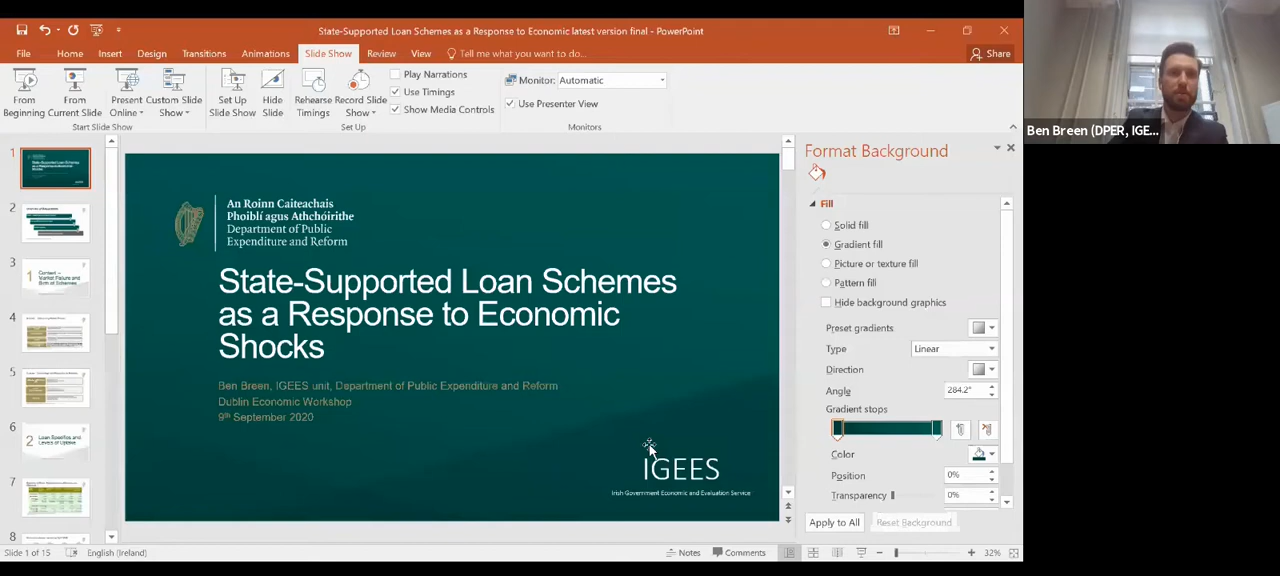 State-Supported Loan Schemes as a Response to Economic latest version final - PowerPoint
File Home Insert Design Transitions Animations Slide Show Review View Tell me what you want to do... Share
From Beginning
From Current Slide
Present Online
Custom Slide Show
Start Slide Show
Set Up Slide Show
Hide Slide
Rehearse Timings
Record Slide Show
Play Narrations
Use Timings
Show Media Controls
Set Up
Monitor: Automatic
Use Presenter View
Monitors
1
2
3
4
5
6
7
8
An Roinn Caiteachais
Phoiblí agus Athchóirithe
Department of Public
Expenditure and Reform
State-Supported Loan Schemes
as a Response to Economic
Shocks
Ben Breen, IGEES unit, Department of Public Expenditure and Reform
Dublin Economic Workshop
9th September 2020
IGEES
Irish Government Economic and Evaluation Service
Format Background
Fill
Solid fill
Gradient fill
Picture or texture fill
Pattern fill
Hide background graphics
Preset gradients
Type Linear
Direction
Angle 284.2°
Gradient stops
Color
Position 0%
Transparency 0%
Apply to All Reset Background
Slide 1 of 15 English (Ireland) Notes Comments 32%
Ben Breen (DPER, IGE...